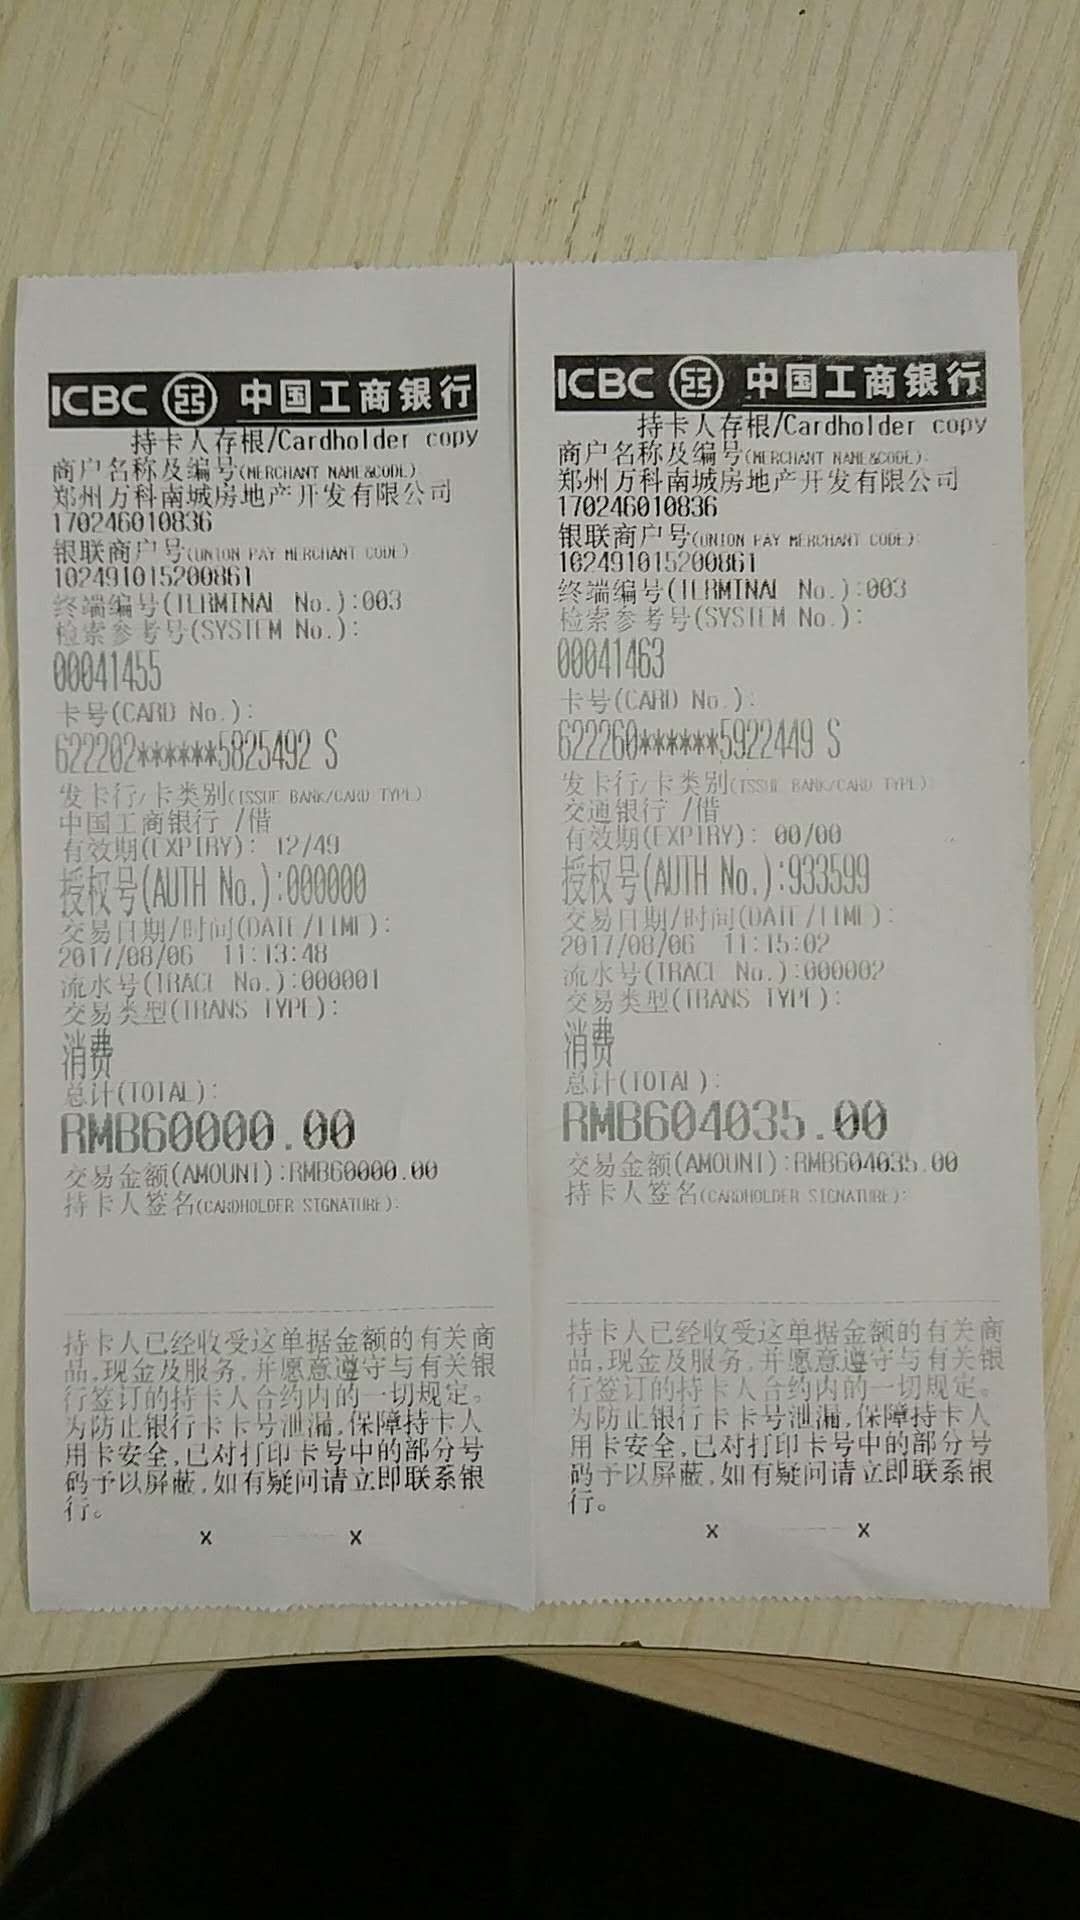 ICBC 中国工商银行
持卡人存根/Cardholder copy
商户名称及编号(MERCHANT NAME&CODE)
郑州万科南城房地产开发有限公司
170246010836
银联商户号(UNION PAY MERCHANT CODE)
102491015200861
终端编号(TERMINAL No.):003
检索参考号(SYSTEM No.):
00041455
卡号(CARD No.):
622202******5825492 S
发卡行/卡类别(ISSUE BANK/CARD TYPE)
中国工商银行 /借
有效期(EXPIRY): 12/49
授权号(AUTH No.):000000
交易日期/时间(DATE/TIME):
2017/08/06 11:13:48
流水号(TRACE No.):000001
交易类型(TRANS TYPE):
消费
总计(TOTAL):
RMB60000.00
交易金额(AMOUNT):RMB60000.00
持卡人签名(CARDHOLDER SIGNATURE):
持卡人已经收受这单据金额的有关商
品,现金及服务,并愿意遵守与有关银
行签订的持卡人合约内的一切规定。
为防止银行卡卡号泄漏,保障持卡人
用卡安全,已对打印卡号中的部分号
码予以屏蔽,如有疑问请立即联系银
行。
X X
ICBC 中国工商银行
持卡人存根/Cardholder copy
商户名称及编号(MERCHANT NAME&CODE):
郑州万科南城房地产开发有限公司
170246010836
银联商户号(UNION PAY MERCHANT CODE):
102491015200861
终端编号(TERMINAL No.):003
检索参考号(SYSTEM No.):
00041463
卡号(CARD No.):
622260******5922449 S
发卡行/卡类别(ISSUE BANK/CARD TYPE):
交通银行 /借
有效期(EXPIRY): 00/00
授权号(AUTH No.):933599
交易日期/时间(DATE/TIME):
2017/08/06 11:15:02
流水号(TRACE No.):000002
交易类型(TRANS TYPE):
消费
总计(TOTAL):
RMB604035.00
交易金额(AMOUNT):RMB604035.00
持卡人签名(CARDHOLDER SIGNATURE):
持卡人已经收受这单据金额的有关商
品,现金及服务,并愿意遵守与有关银
行签订的持卡人合约内的一切规定。
为防止银行卡卡号泄漏,保障持卡人
用卡安全,已对打印卡号中的部分号
码予以屏蔽,如有疑问请立即联系银
行。
X X